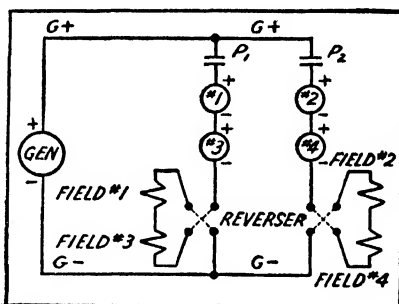 G+ G+
P1 P2
+ +
#1 #2
- -
+ +
#3 #4
- -
+
GEN
-
FIELD #2
FIELD #1
REVERSER
FIELD #3
G- G-
FIELD #4